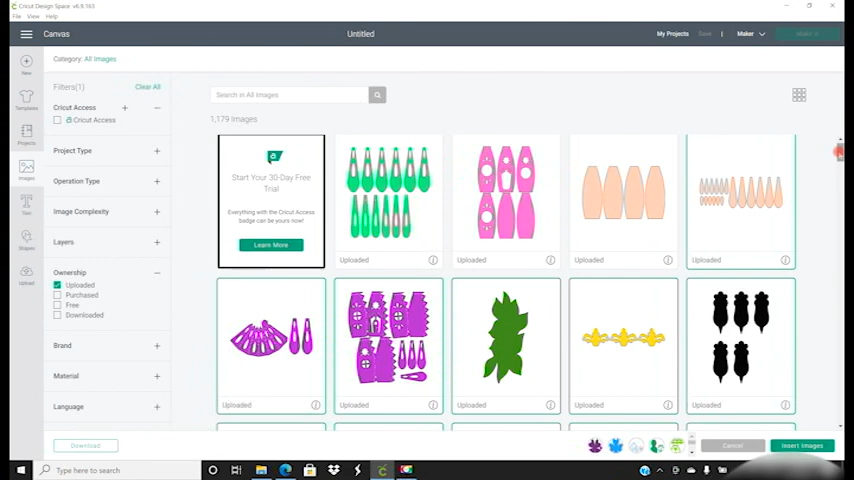 Cricut Design Space v6.9.163
File View Help
Canvas
Untitled
My Projects
Save
|
Maker
Make It
New
Templates
Projects
Images
Text
Shapes
Upload
Category: All Images
Filters(1)
Clear All
Cricut Access
Cricut Access
Project Type
Operation Type
Image Complexity
Layers
Ownership
Uploaded
Purchased
Free
Downloaded
Brand
Material
Language
Search in All Images
1,179 Images
Start Your 30-Day Free
Trial
Everything with the Cricut Access
badge can be yours now!
Learn More
Uploaded
Uploaded
Uploaded
Uploaded
Uploaded
Uploaded
Uploaded
Uploaded
Uploaded
Download
Cancel
Insert Images
Type here to search